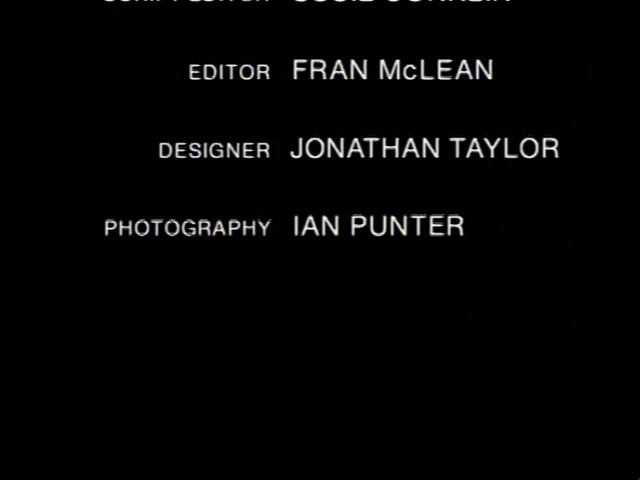 EDITOR FRAN McLEAN
DESIGNER JONATHAN TAYLOR
PHOTOGRAPHY IAN PUNTER